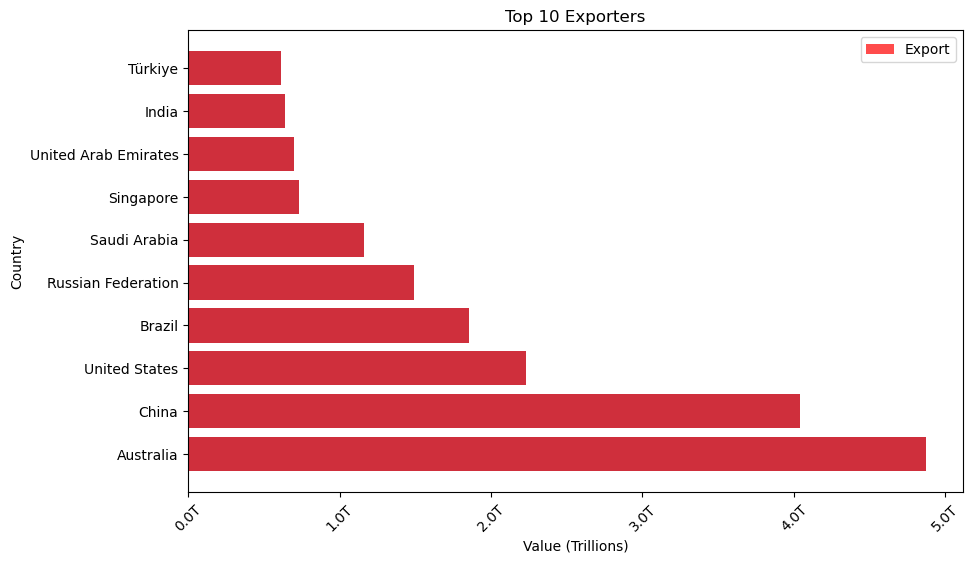 Top 10 Exporters
Export
Country
Türkiye
India
United Arab Emirates
Singapore
Saudi Arabia
Russian Federation
Brazil
United States
China
Australia
0.0T
1.0T
2.0T
3.0T
4.0T
5.0T
Value (Trillions)